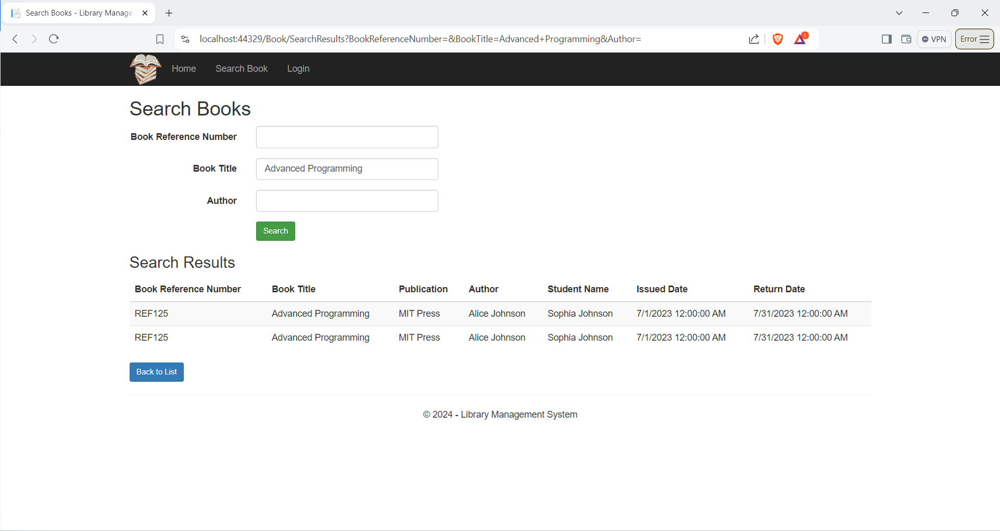 Search Books - Library Manage
localhost:44329/Book/SearchResults?BookReferenceNumber=&BookTitle=Advanced+Programming&Author=
1
VPN
Error
Home Search Book Login
Search Books
Book Reference Number
Book Title Advanced Programming
Author
Search
Search Results
Book Reference Number Book Title Publication Author Student Name Issued Date Return Date
REF125 Advanced Programming MIT Press Alice Johnson Sophia Johnson 7/1/2023 12:00:00 AM 7/31/2023 12:00:00 AM
REF125 Advanced Programming MIT Press Alice Johnson Sophia Johnson 7/1/2023 12:00:00 AM 7/31/2023 12:00:00 AM
Back to List
© 2024 - Library Management System